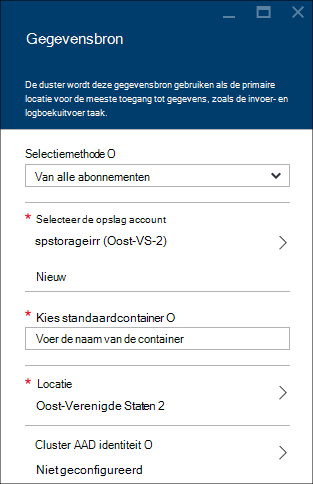 Gegevensbron
De duster wordt deze gegevensbron gebruiken als de primaire
locatie voor de meeste toegang tot gegevens, zoals de invoer- en
logboekuitvoer taak.
Selectiemethode O
Van alle abonnementen
* Selecteer de opslag account
spstorageirr (Oost-VS-2)
Nieuw
* Kies standaardcontainer O
Voer de naam van de container
* Locatie
Oost-Verenigde Staten 2
Cluster AAD identiteit O
Niet geconfigureerd